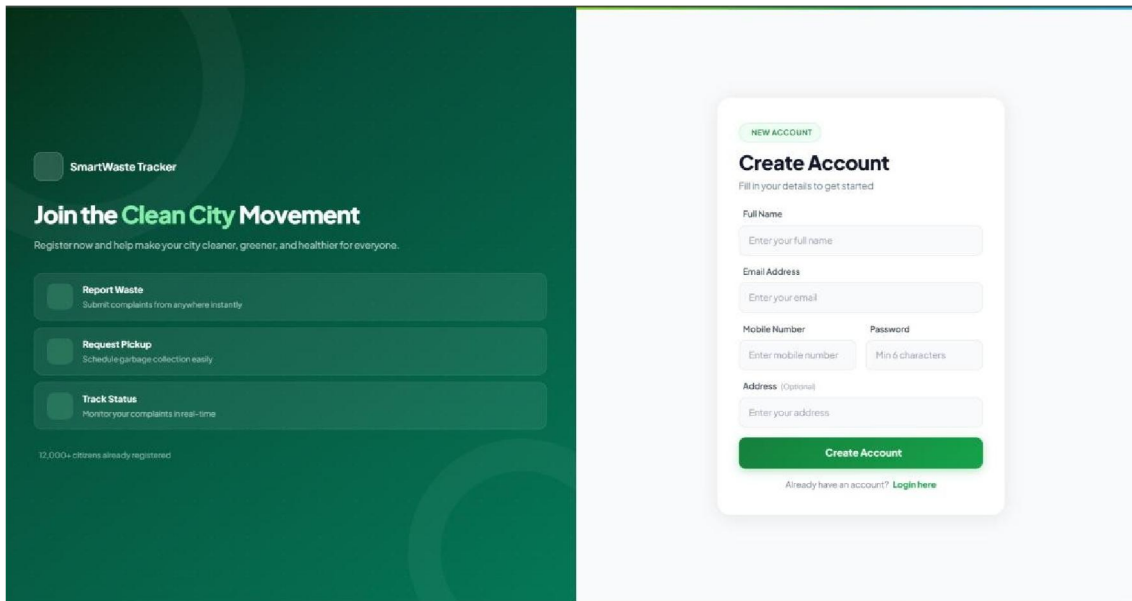 SmartWaste Tracker
Join the Clean City Movement
Register now and help make your city cleaner, greener, and healthier for everyone.
Report Waste
Submit complaints from anywhere instantly
Request Pickup
Schedule garbage collection easily
Track Status
Monitor your complaints in real-time
12,000+ citizens already registered
NEW ACCOUNT
Create Account
Fill in your details to get started
Full Name
Enter your full name
Email Address
Enter your email
Mobile Number Password
Enter mobile number Min 6 characters
Address (Optional)
Enter your address
Create Account
Already have an account? Login here